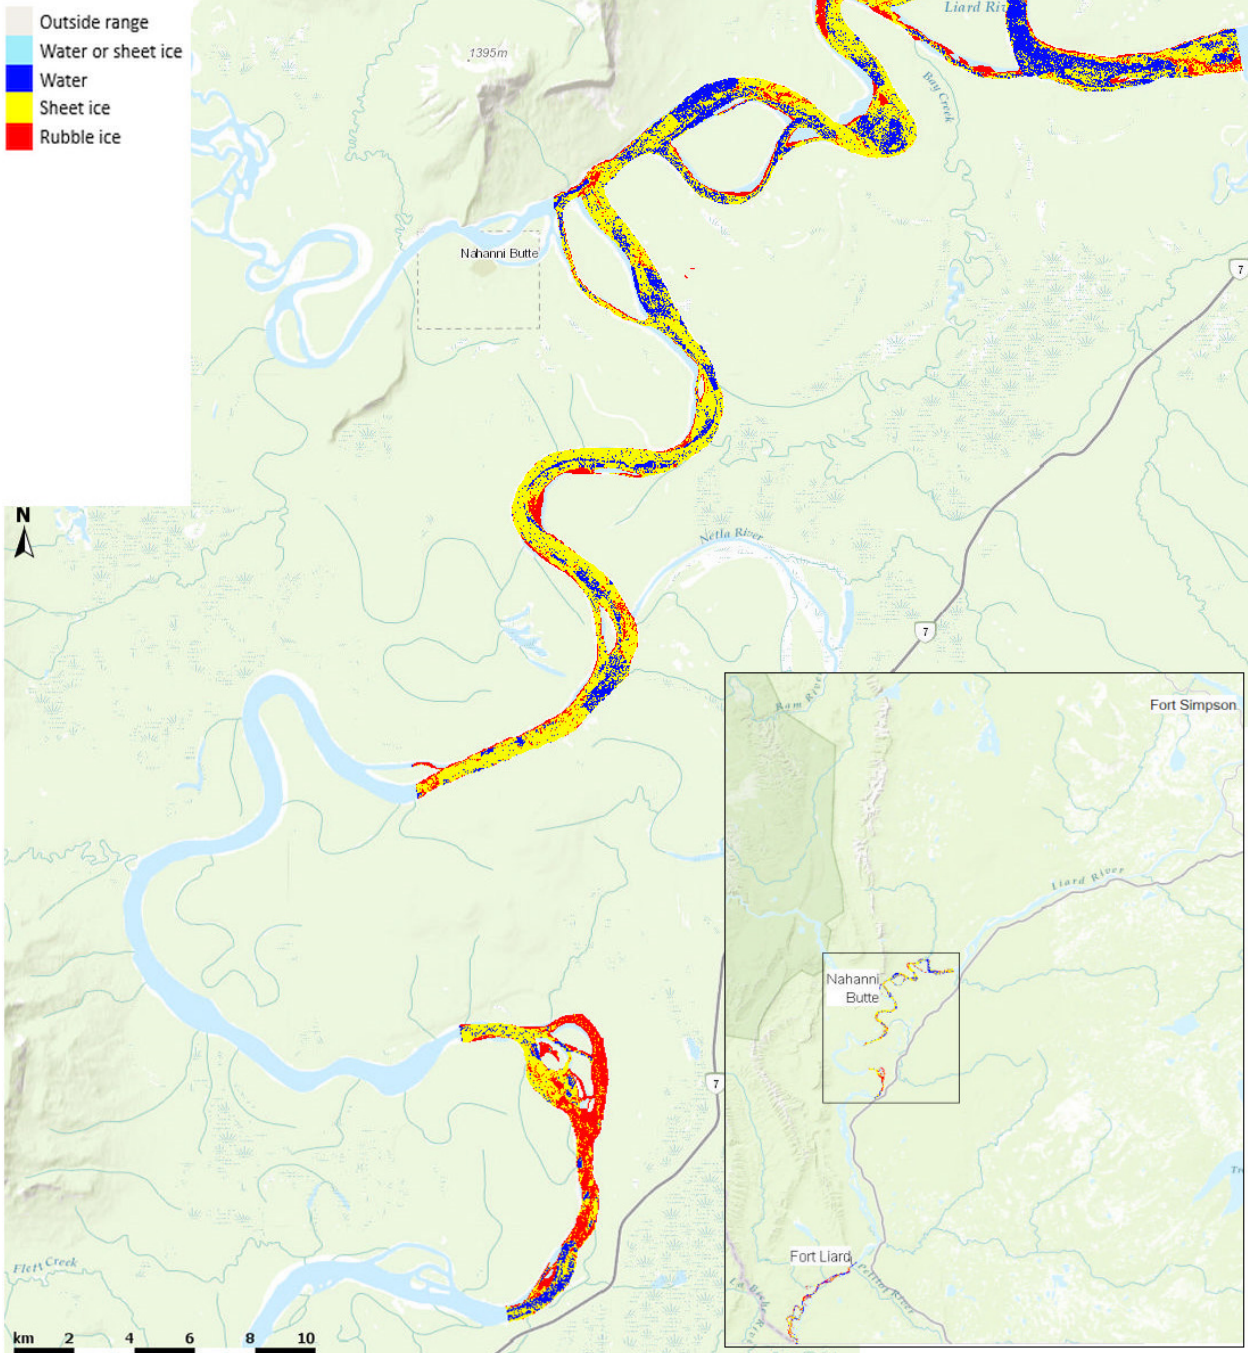 Outside range
Water or sheet ice
Water
Sheet ice
Rubble ice
1395m
Liard Riv
Bay Creek
7
Nahanni Butte
N
Netla River
7
Ram River
Fort Simpson
Liard River
Nahanni
Butte
7
Fort Liard
Petitot River
Flett Creek
km 2 4 6 8 10